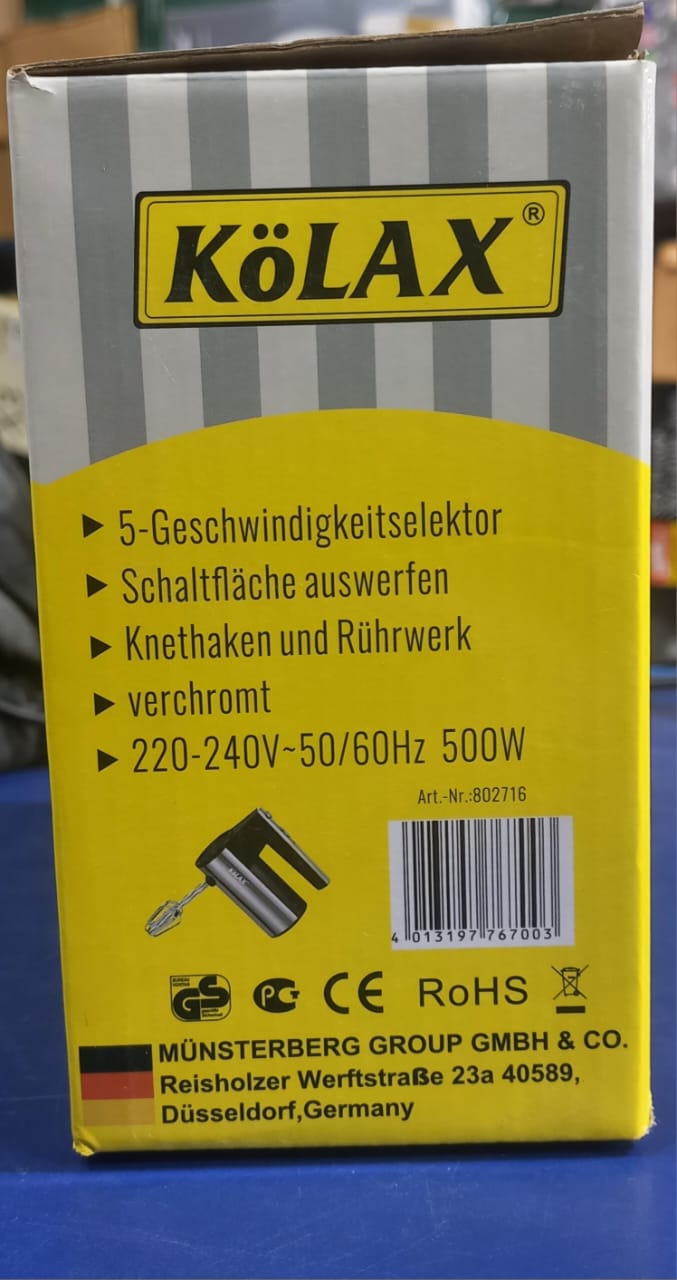 KöLAX®
5-Geschwindigkeitselektor
Schaltfläche auswerfen
Knethaken und Rührwerk
verchromt
220-240V~50/60Hz 500W
Art.-Nr.:802716
4 013197 767003
GS
PC
CE
RoHS
MÜNSTERBERG GROUP GMBH & CO.
Reisholzer Werftstraße 23a 40589,
Düsseldorf,Germany